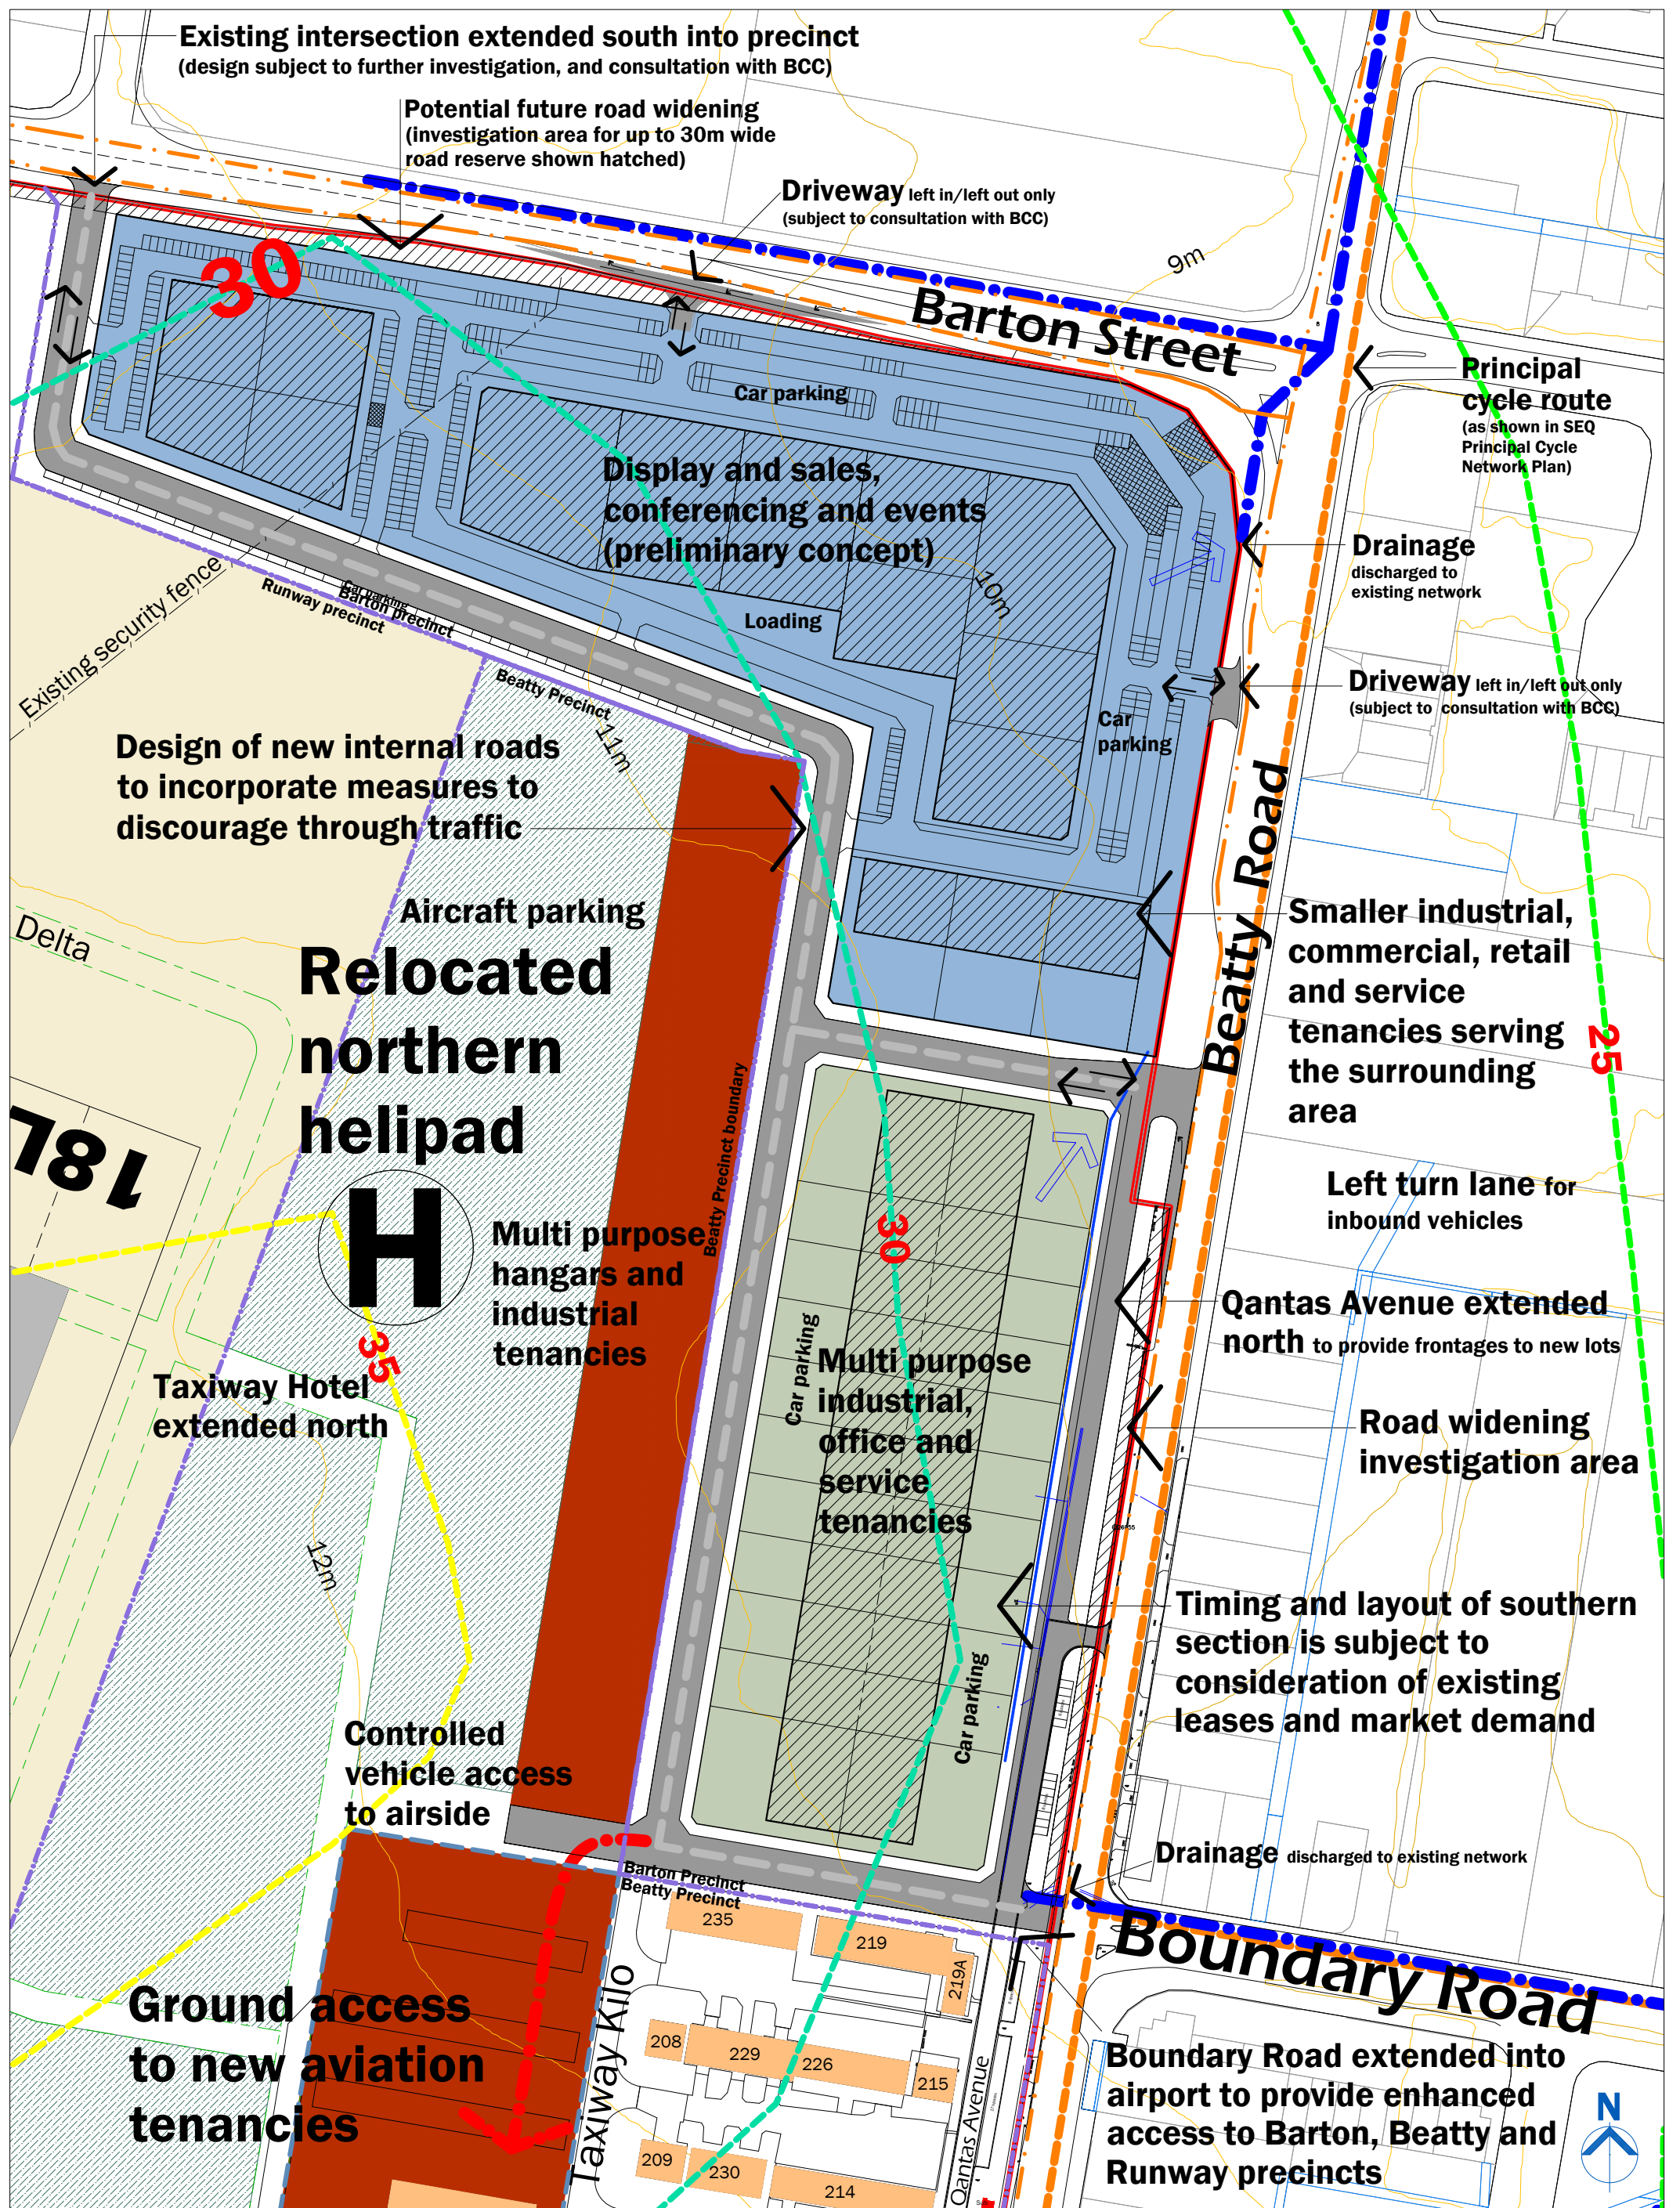 Existing intersection extended south into precinct
(design subject to further investigation, and consultation with BCC)
Potential future road widening
(investigation area for up to 30m wide
road reserve shown hatched)
Driveway left in/left out only
(subject to consultation with BCC)
9m
Barton Street
30
Principal
cycle route
(as shown in SEQ
Principal Cycle
Network Plan)
Car parking
Display and sales,
conferencing and events
(preliminary concept)
Drainage
discharged to
existing network
10m
Loading
Existing security fence
Car parking
Barton precinct
Runway precinct
Beatty Precinct
11m
Driveway left in/left out only
(subject to consultation with BCC)
Car
parking
Design of new internal roads
to incorporate measures to
discourage through traffic
Beatty Road
Aircraft parking
Delta
Relocated
northern
helipad
Smaller industrial,
commercial, retail
and service
tenancies serving
the surrounding
area
25
Beatty Precinct boundary
18L
H
Left turn lane for
inbound vehicles
Multi purpose
hangars and
industrial
tenancies
30
Qantas Avenue extended
north to provide frontages to new lots
35
Car parking
Multi purpose
industrial,
office and
service
tenancies
Taxiway Hotel
extended north
Road widening
investigation area
12m
Timing and layout of southern
section is subject to
consideration of existing
leases and market demand
Car parking
Controlled
vehicle access
to airside
Drainage discharged to existing network
Barton Precinct
Beatty Precinct
235
219
219A
Boundary Road
Ground access
to new aviation
tenancies
Taxiway Kilo
208
229
226
215
Qantas Avenue
Boundary Road extended into
airport to provide enhanced
access to Barton, Beatty and
Runway precincts
N
209
230
214